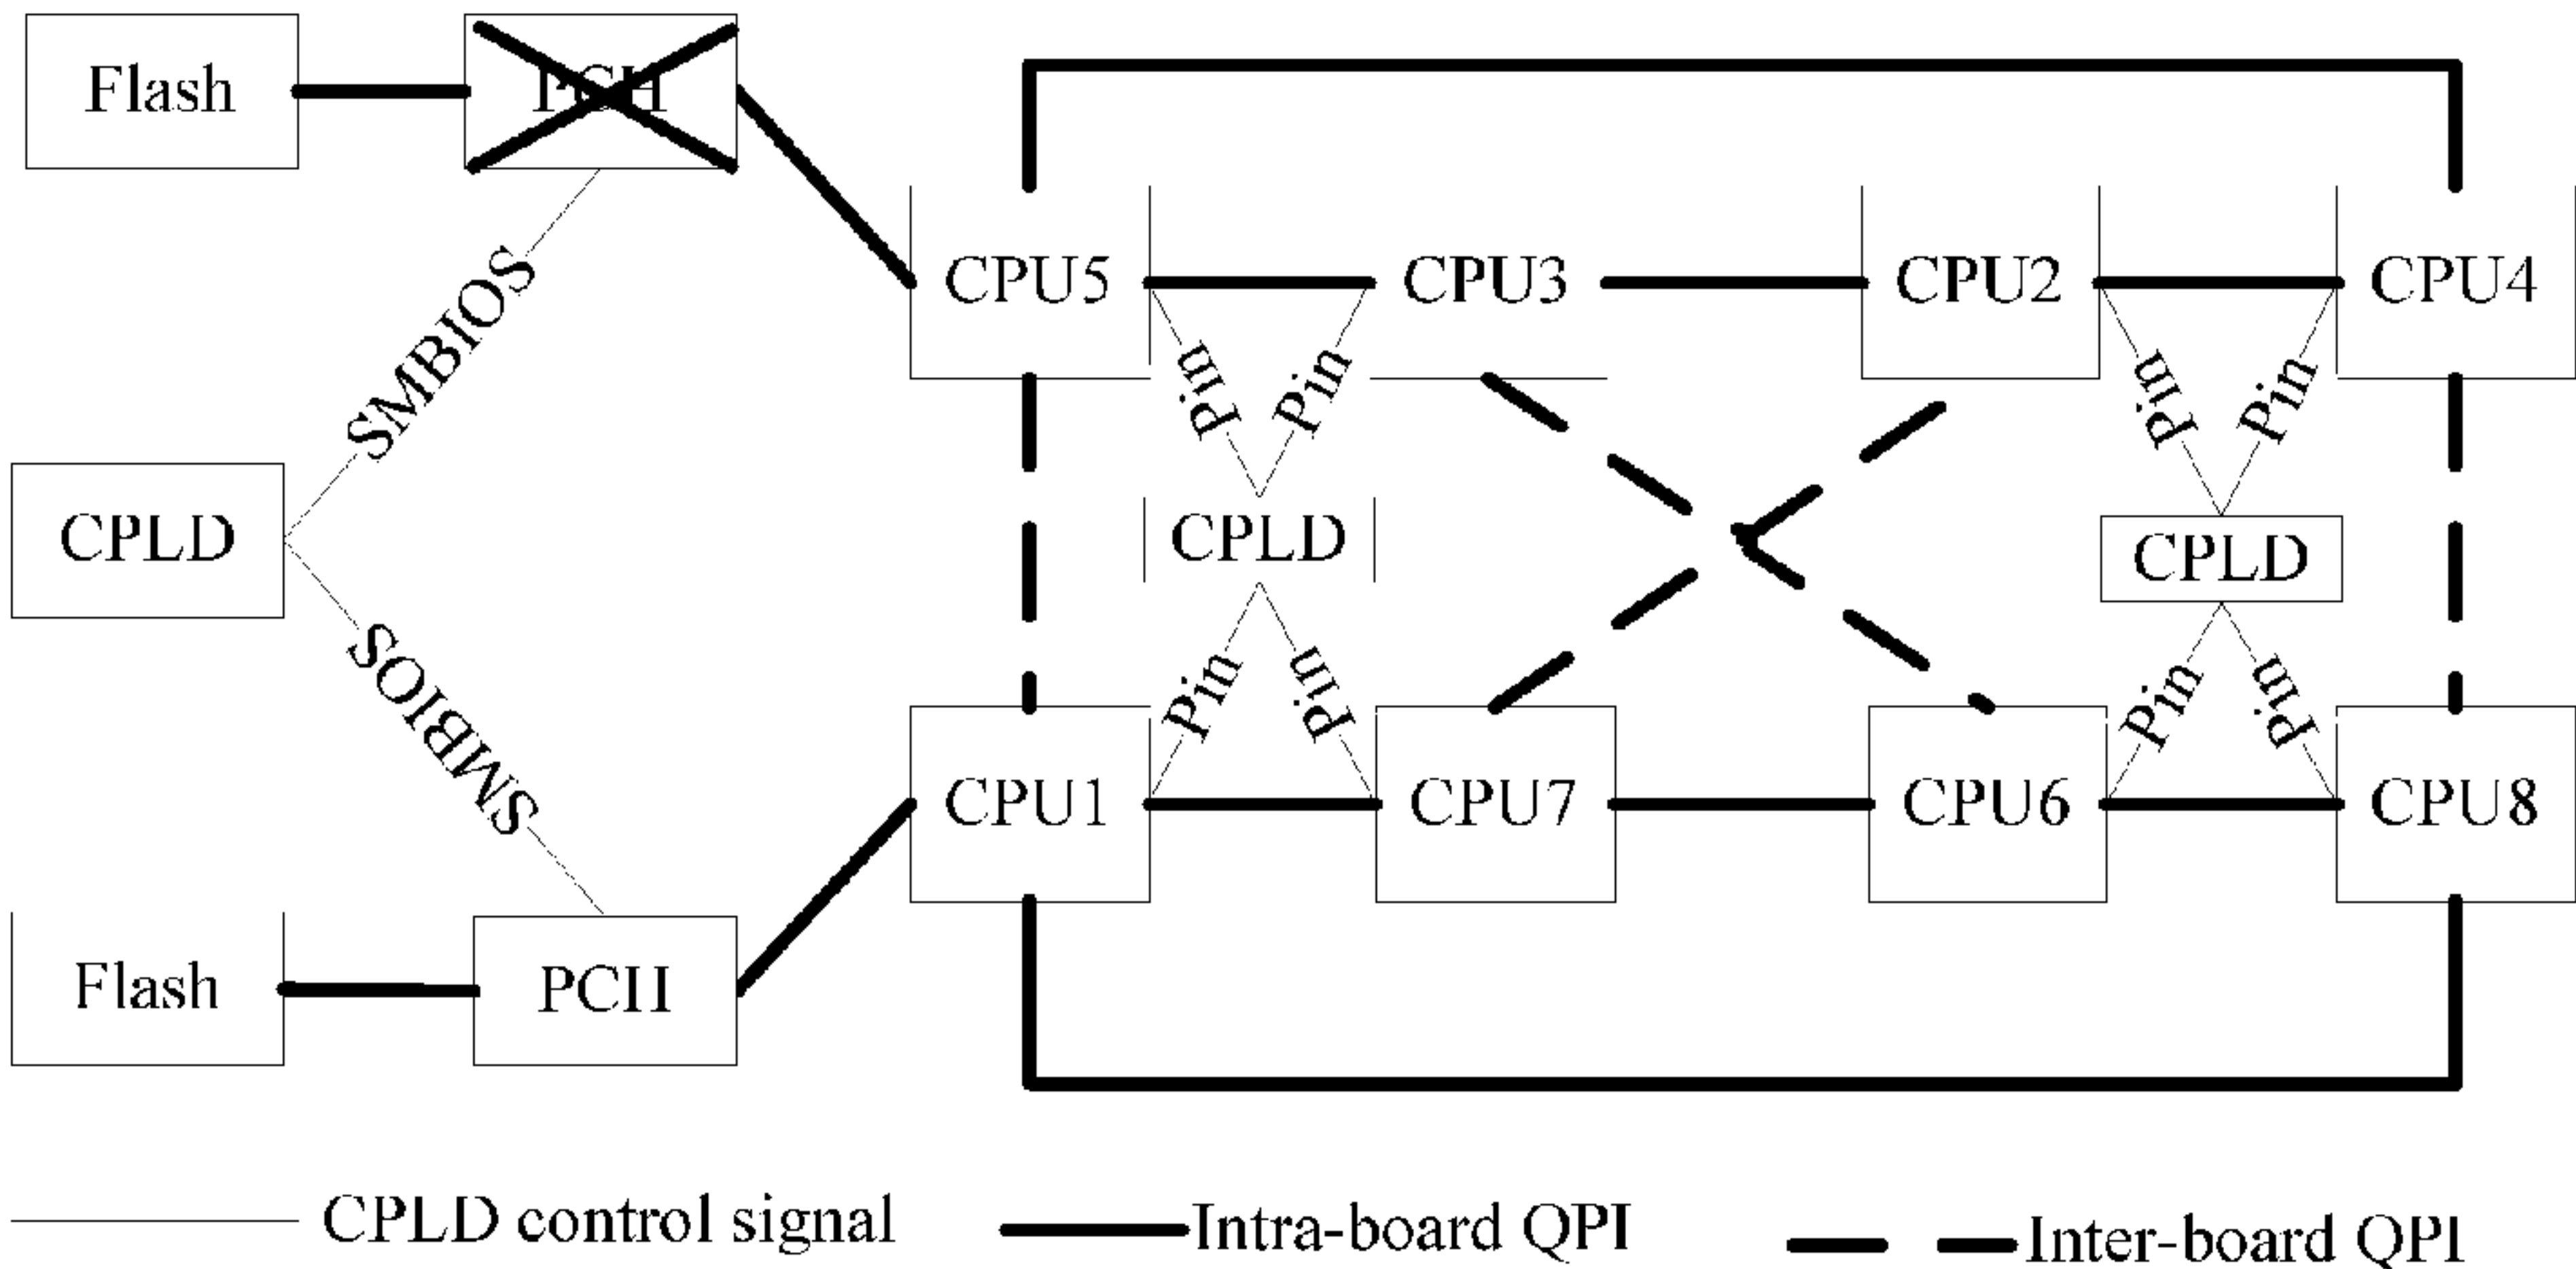 Flash
PCH
CPU5
CPU3
CPU2
CPU4
SMBIOS
Pin
Pin
Pin
Pin
CPLD
CPLD
CPLD
SMBIOS
Pin
Pin
Pin
Pin
CPU1
CPU7
CPU6
CPU8
Flash
PCH
CPLD control signal
Intra-board QPI
Inter-board QPI